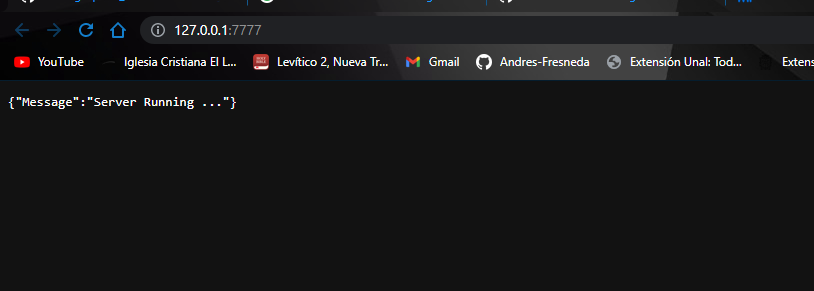 127.0.0.1:7777
YouTube Iglesia Cristiana El L... Levítico 2, Nueva Tr... Gmail Andres-Fresneda Extensión Unal: Tod... Extens
{"Message":"Server Running ..."}